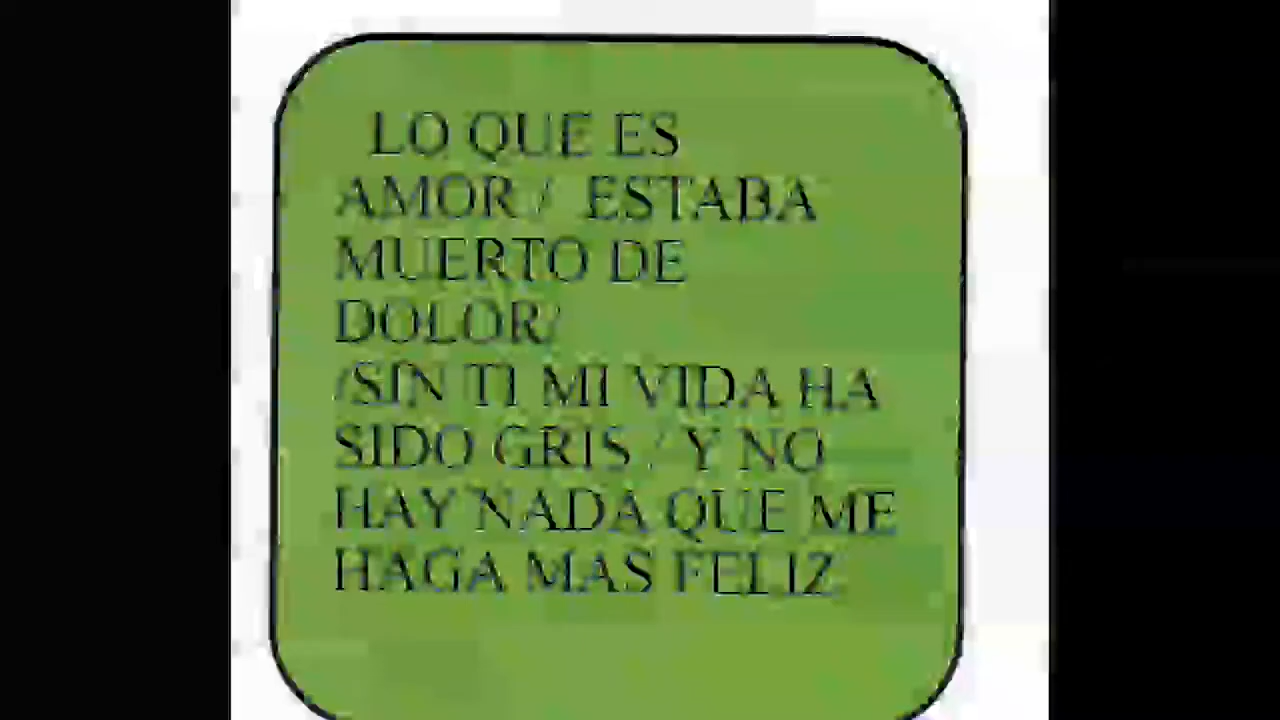 LO QUE ES
AMOR / ESTABA
MUERTO DE
DOLOR/
/SIN TI MI VIDA HA
SIDO GRIS / Y NO
HAY NADA QUE ME
HAGA MAS FELIZ